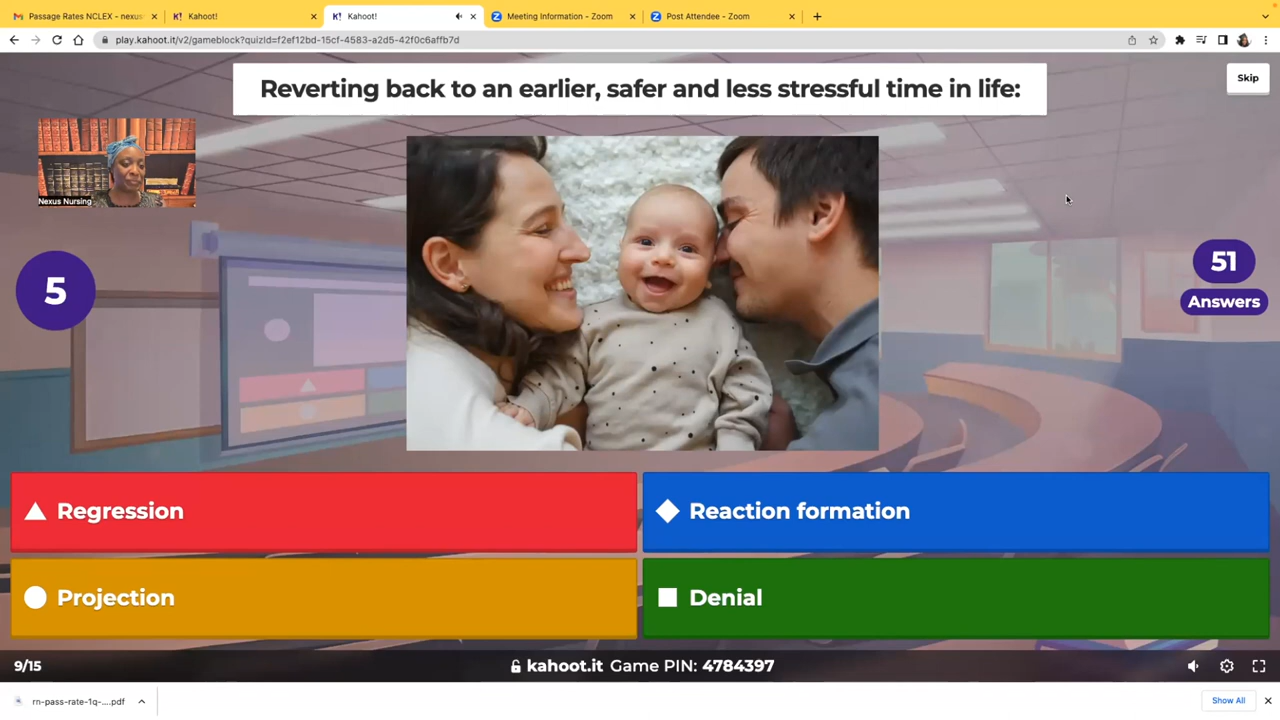 Passage Rates NCLEX - nexus
Kahoot!
Kahoot!
Meeting Information - Zoom
Post Attendee - Zoom
play.kahoot.it/v2/gameblock?quizId=f2ef12bd-15cf-4583-a2d5-42f0c6affb7d
Reverting back to an earlier, safer and less stressful time in life:
Skip
Nexus Nursing
5
51
Answers
Regression
Reaction formation
Projection
Denial
9/15
kahoot.it Game PIN: 4784397
rn-pass-rate-1q-....pdf
Show All